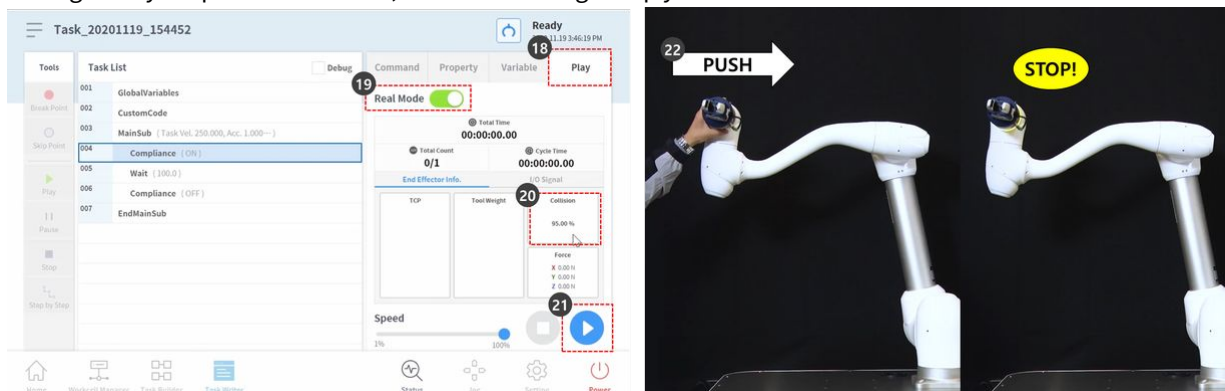 Task_20201119_154452
Ready
11.19 3:46:19 PM
18
Tools
Task List
Debug
Command
Property
Variable
Play
19
Real Mode
Break Point
Skip Point
Play
Pause
Stop
Step by Step
001 GlobalVariables
002 CustomCode
003 MainSub (Task Vel. 250.000, Acc. 1.000~~)
004 Compliance (ON)
005 Wait (100.0)
006 Compliance (OFF)
007 EndMainSub
Total Time
00:00:00.00
Total Count
0/1
Cycle Time
00:00:00.00
End Effector Info.
I/O Signal
TCP
Tool Weight
20
Collision
95.00 %
Force
X 0.00 N
Y 0.00 N
Z 0.00 N
21
Speed
1%
100%
Home
Task Builder
Task Writer
Status
Jog
Setting
Power
22
PUSH
STOP!